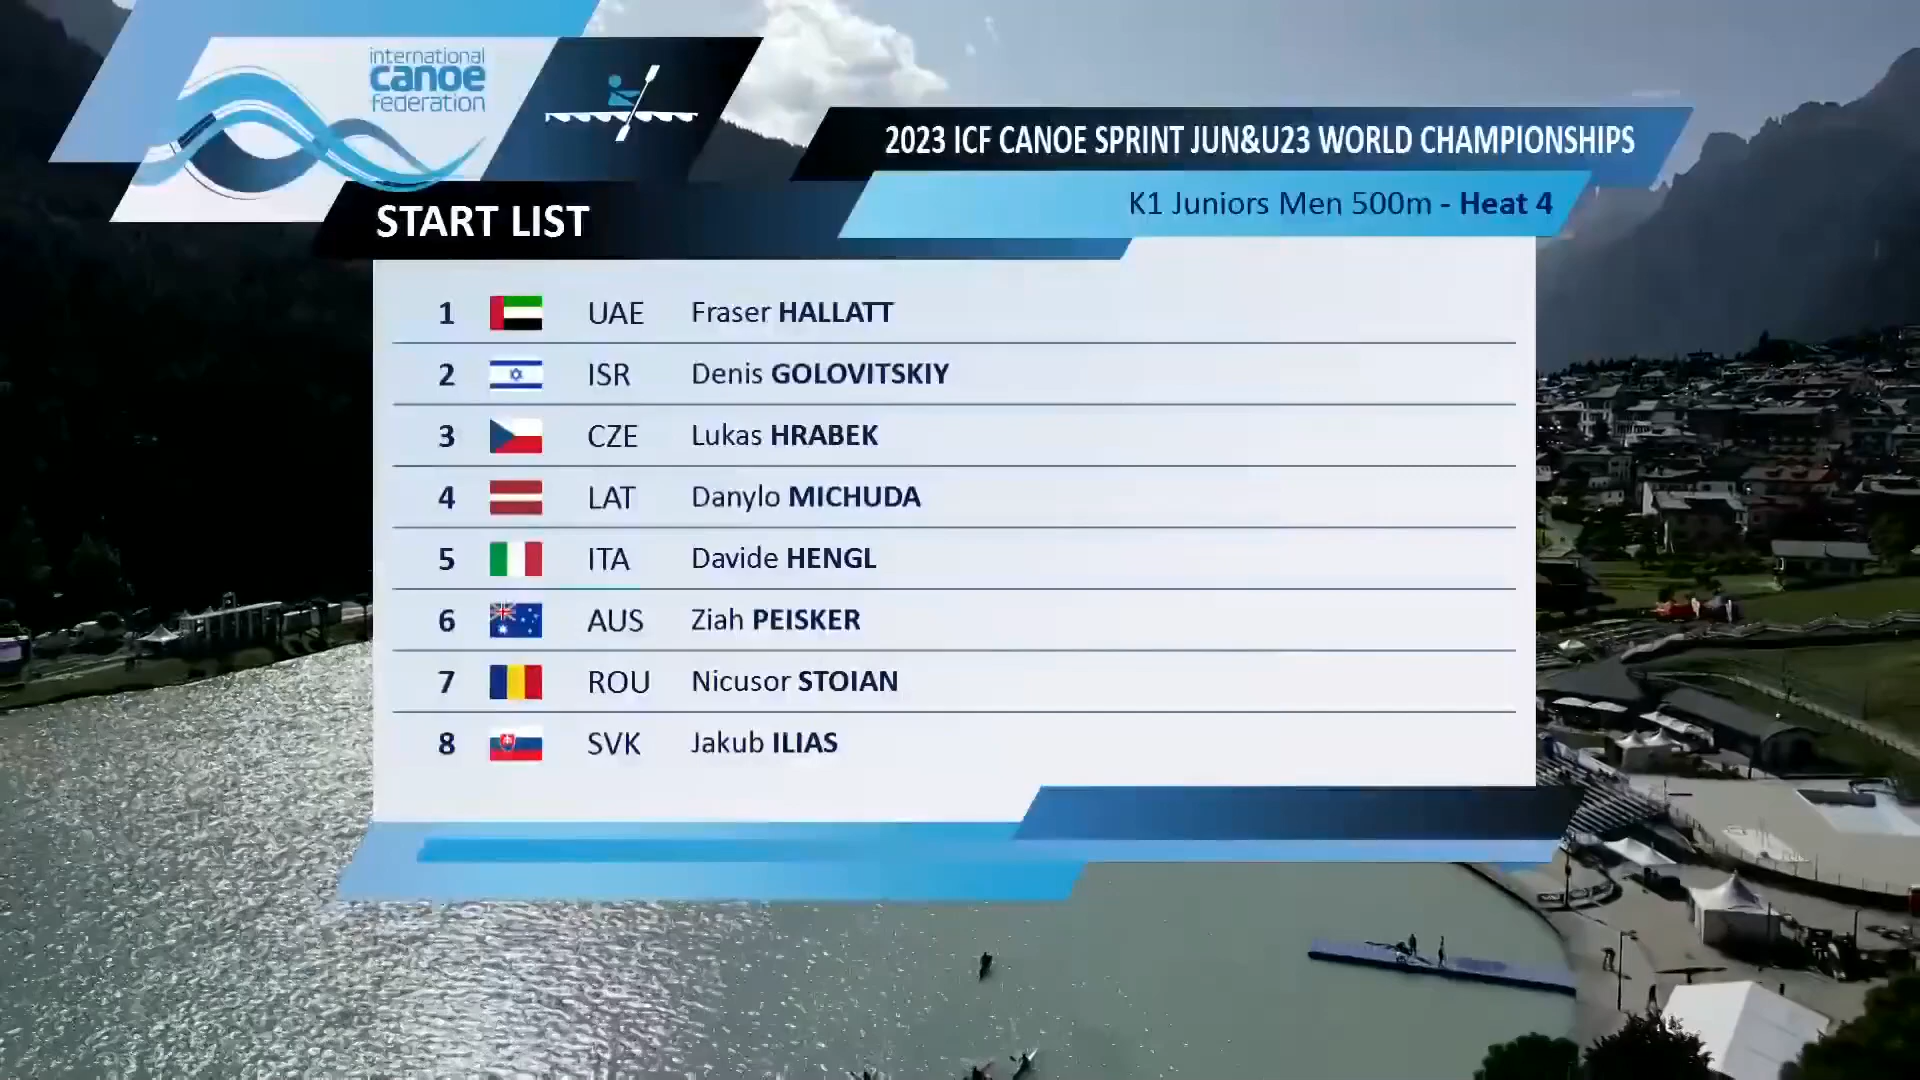 international
canoe
federation
2023 ICF CANOE SPRINT JUN&U23 WORLD CHAMPIONSHIPS
K1 Juniors Men 500m - Heat 4
START LIST
1 UAE Fraser HALLATT
2 ISR Denis GOLOVITSKIY
3 CZE Lukas HRABEK
4 LAT Danylo MICHUDA
5 ITA Davide HENGL
6 AUS Ziah PEISKER
7 ROU Nicusor STOIAN
8 SVK Jakub ILIAS